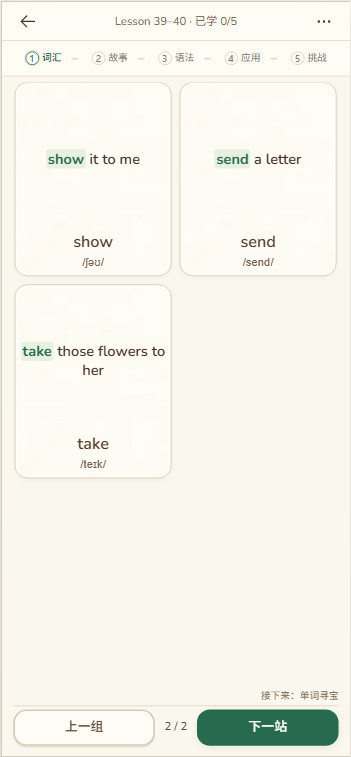 Lesson 39–40 · 已学 0/5
1 词汇 – 2 故事 – 3 语法 – 4 应用 – 5 挑战
show it to me
show
/ʃəʊ/
send a letter
send
/send/
take those flowers to
her
take
/teɪk/
接下来：单词寻宝
上一组
2 / 2
下一站